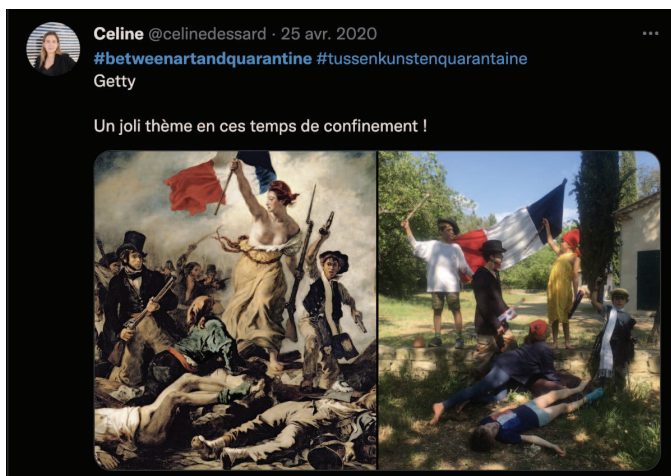 Celine @celinedessard · 25 avr. 2020
#betweenartandquarantine #tussenkunstenquarantaine
Getty
Un joli thème en ces temps de confinement !